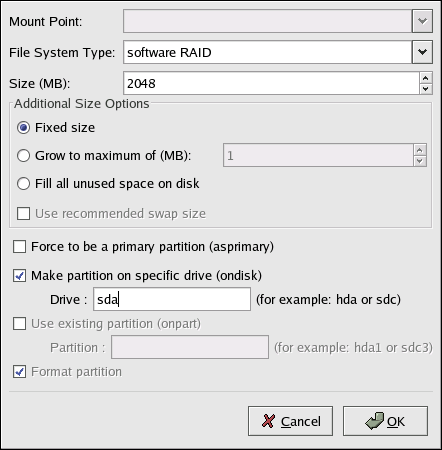 Mount Point:
File System Type: software RAID
Size (MB): 2048
Additional Size Options
Fixed size
Grow to maximum of (MB): 1
Fill all unused space on disk
Use recommended swap size
Force to be a primary partition (asprimary)
Make partition on specific drive (ondisk)
Drive : sda (for example: hda or sdc)
Use existing partition (onpart)
Partition : (for example: hda1 or sdc3)
Format partition
Cancel OK